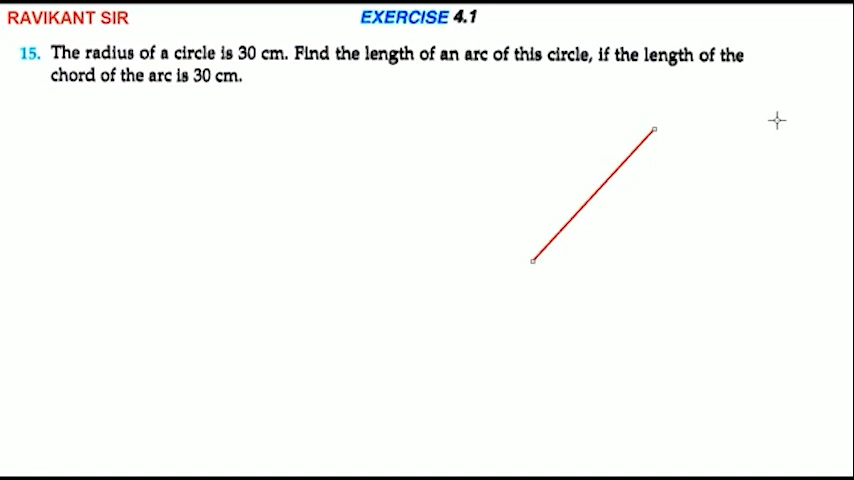 RAVIKANT SIR
EXERCISE 4.1
15. The radius of a circle is 30 cm. Find the length of an arc of this circle, if the length of the
chord of the arc is 30 cm.